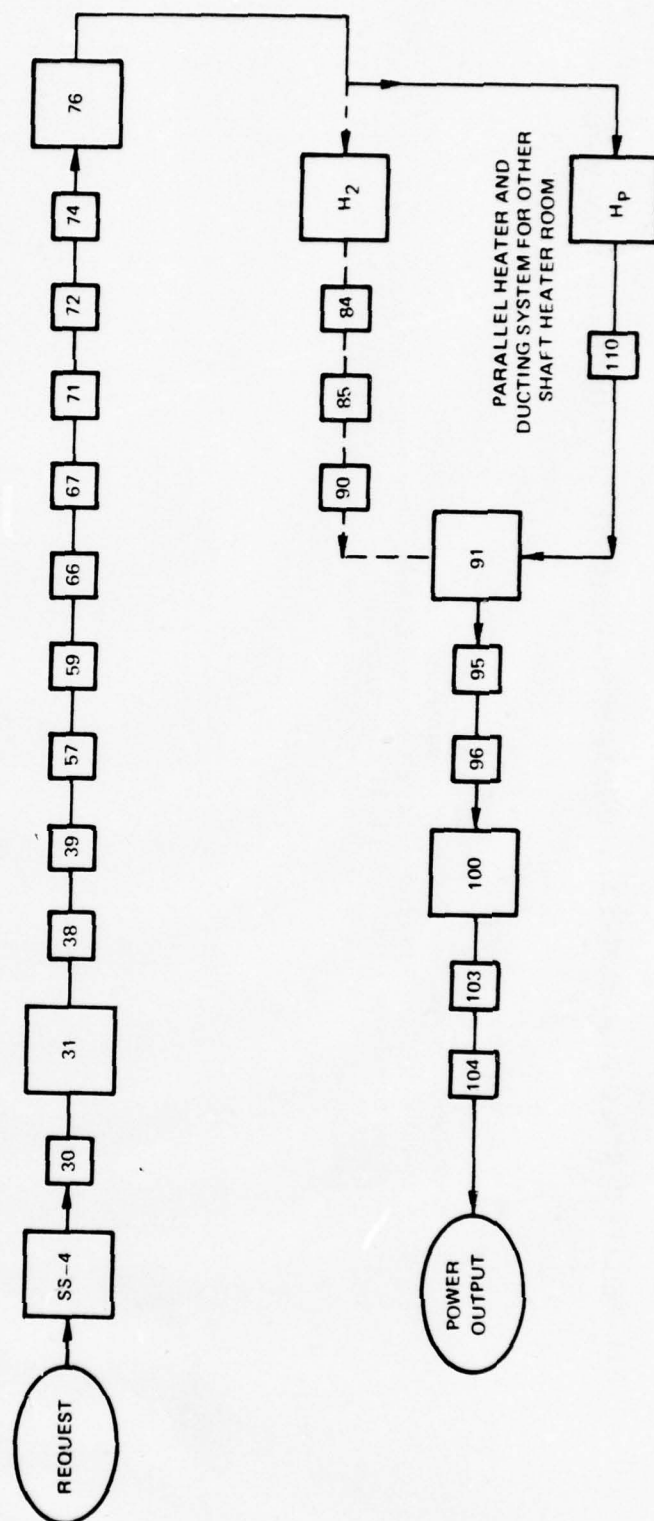 REQUEST
SS-4
30
31
38
39
57
59
66
67
71
72
74
76
H2
84
85
90
PARALLEL HEATER AND
DUCTING SYSTEM FOR OTHER
SHAFT HEATER ROOM
HP
110
91
95
96
100
103
104
POWER
OUTPUT